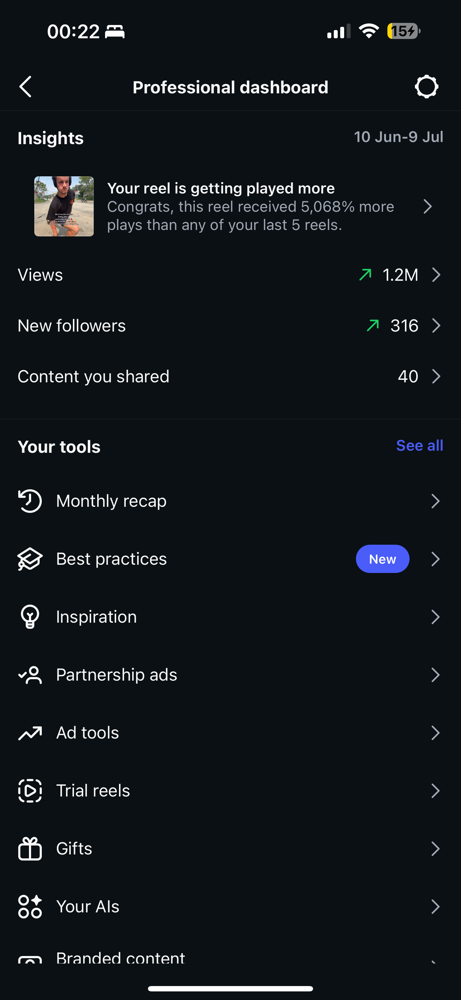 00:22
15
Professional dashboard
Insights
10 Jun-9 Jul
Your reel is getting played more
Congrats, this reel received 5,068% more
plays than any of your last 5 reels.
Views
1.2M
New followers
316
Content you shared
40
Your tools
See all
Monthly recap
Best practices
New
Inspiration
Partnership ads
Ad tools
Trial reels
Gifts
Your AIs
Branded content